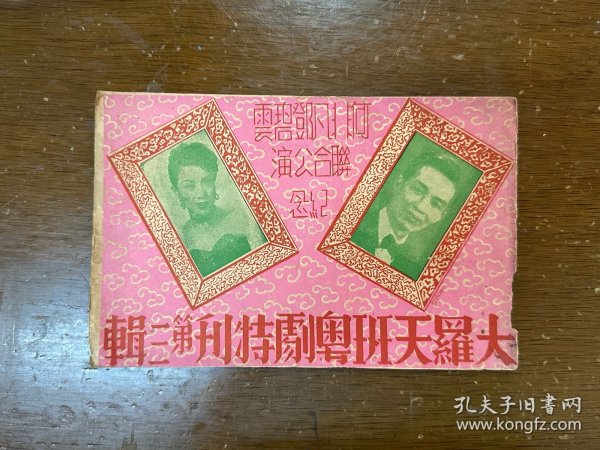 何非凡鄧碧雲
聯合公演
紀念
大羅天班粵劇特刊第三輯
孔夫子旧书网
www.kongfz.com